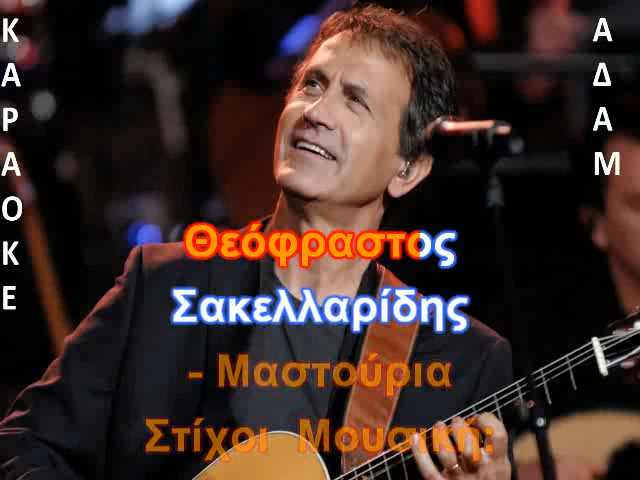 ΚΑΡΑΟΚΕ
ΑΔΑΜ
Θεόφραστος
Σακελλαρίδης
- Μαστούρια
Στίχοι Μουσική: